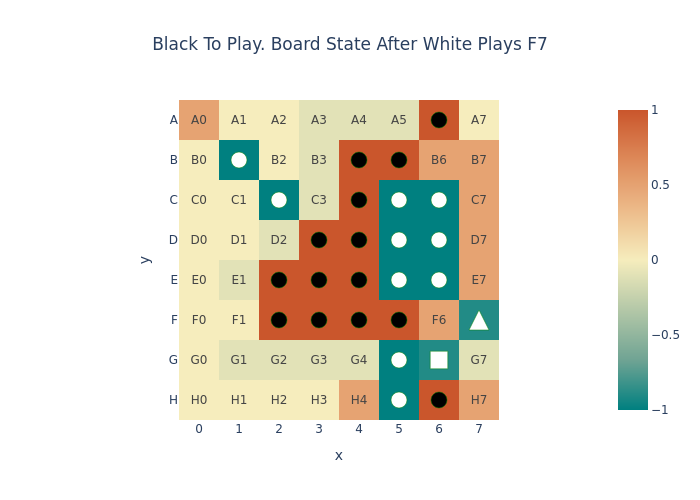 Black To Play. Board State After White Plays F7
A A0 A1 A2 A3 A4 A5 A7
B B0 B2 B3 B6 B7
C C0 C1 C3 C7
D D0 D1 D2 D7
E E0 E1 E7
F F0 F1 F6
G G0 G1 G2 G3 G4 G7
H H0 H1 H2 H3 H4 H7
0 1 2 3 4 5 6 7
x
y
1
0.5
0
−0.5
−1